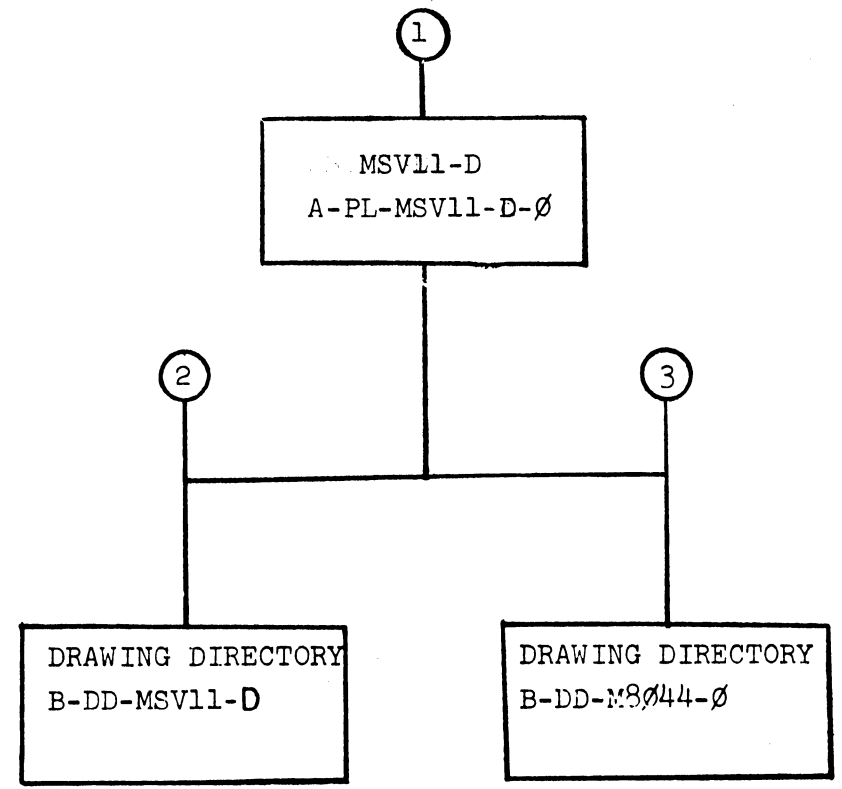 1
MSV11-D
A-PL-MSV11-D-Ø
2
3
DRAWING DIRECTORY
B-DD-MSV11-D
DRAWING DIRECTORY
B-DD-M8Ø44-Ø